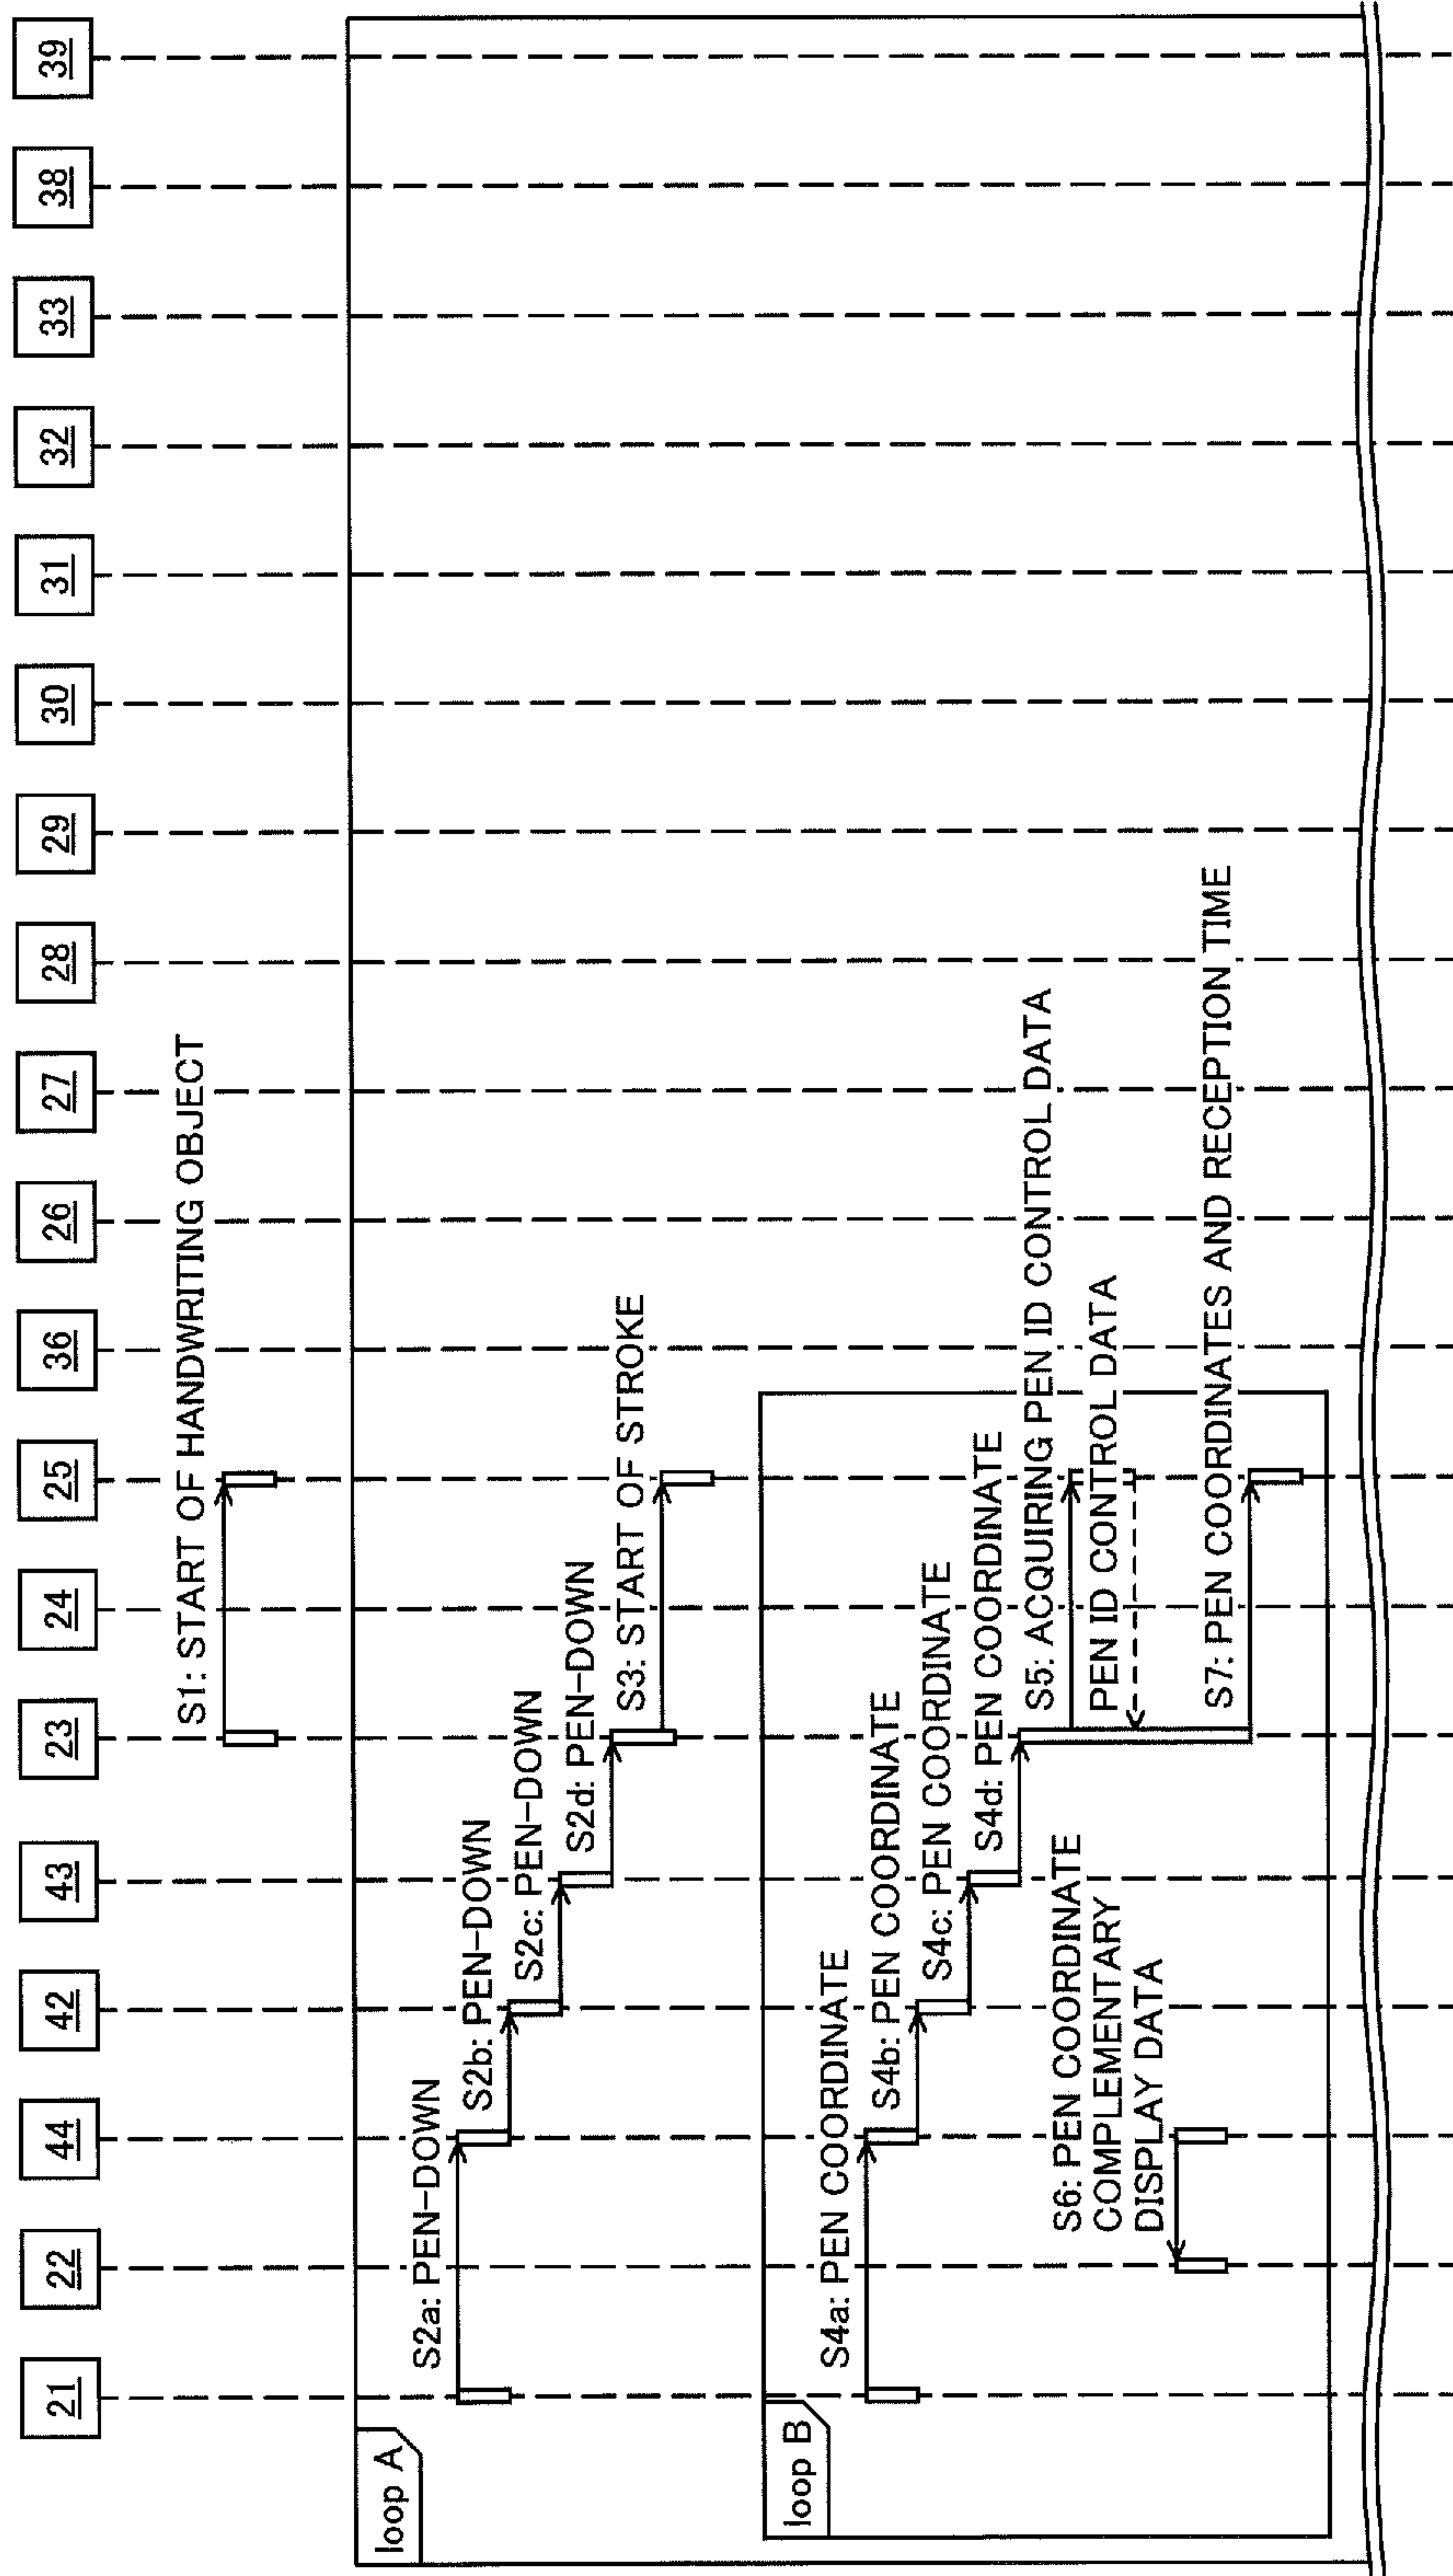 21
22
44
42
43
23
24
25
36
26
27
28
29
30
31
32
33
38
39
S1: START OF HANDWRITING OBJECT
loop A
S2a: PEN-DOWN
S2b: PEN-DOWN
S2c: PEN-DOWN
S2d: PEN-DOWN
S3: START OF STROKE
loop B
S4a: PEN COORDINATE
S4b: PEN COORDINATE
S4c: PEN COORDINATE
S4d: PEN COORDINATE
S5: ACQUIRING PEN ID CONTROL DATA
PEN ID CONTROL DATA
S6: PEN COORDINATE
COMPLEMENTARY
DISPLAY DATA
S7: PEN COORDINATES AND RECEPTION TIME